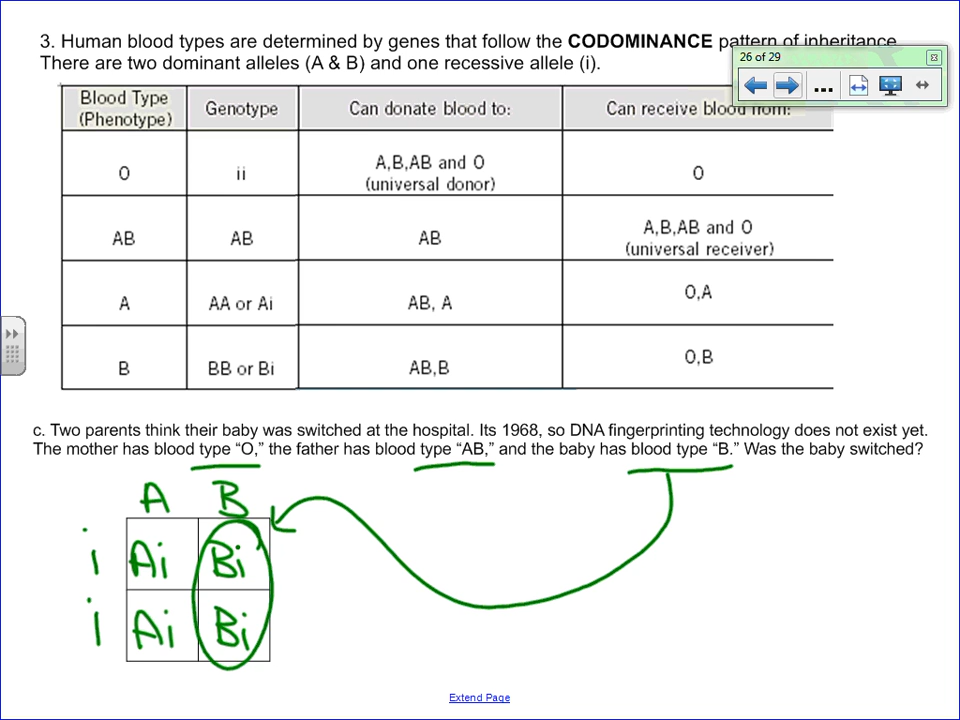 3. Human blood types are determined by genes that follow the CODOMINANCE pattern of inheritance
There are two dominant alleles (A & B) and one recessive allele (i).
26 of 29
Blood Type (Phenotype) Genotype Can donate blood to: Can receive blood from:
O ii A,B,AB and O (universal donor) O
AB AB AB A,B,AB and O (universal receiver)
A AA or Ai AB, A O,A
B BB or Bi AB,B O,B
c. Two parents think their baby was switched at the hospital. Its 1968, so DNA fingerprinting technology does not exist yet.
The mother has blood type “O,” the father has blood type “AB,” and the baby has blood type “B.” Was the baby switched?
A B
i Ai Bi
i Ai Bi
Extend Page